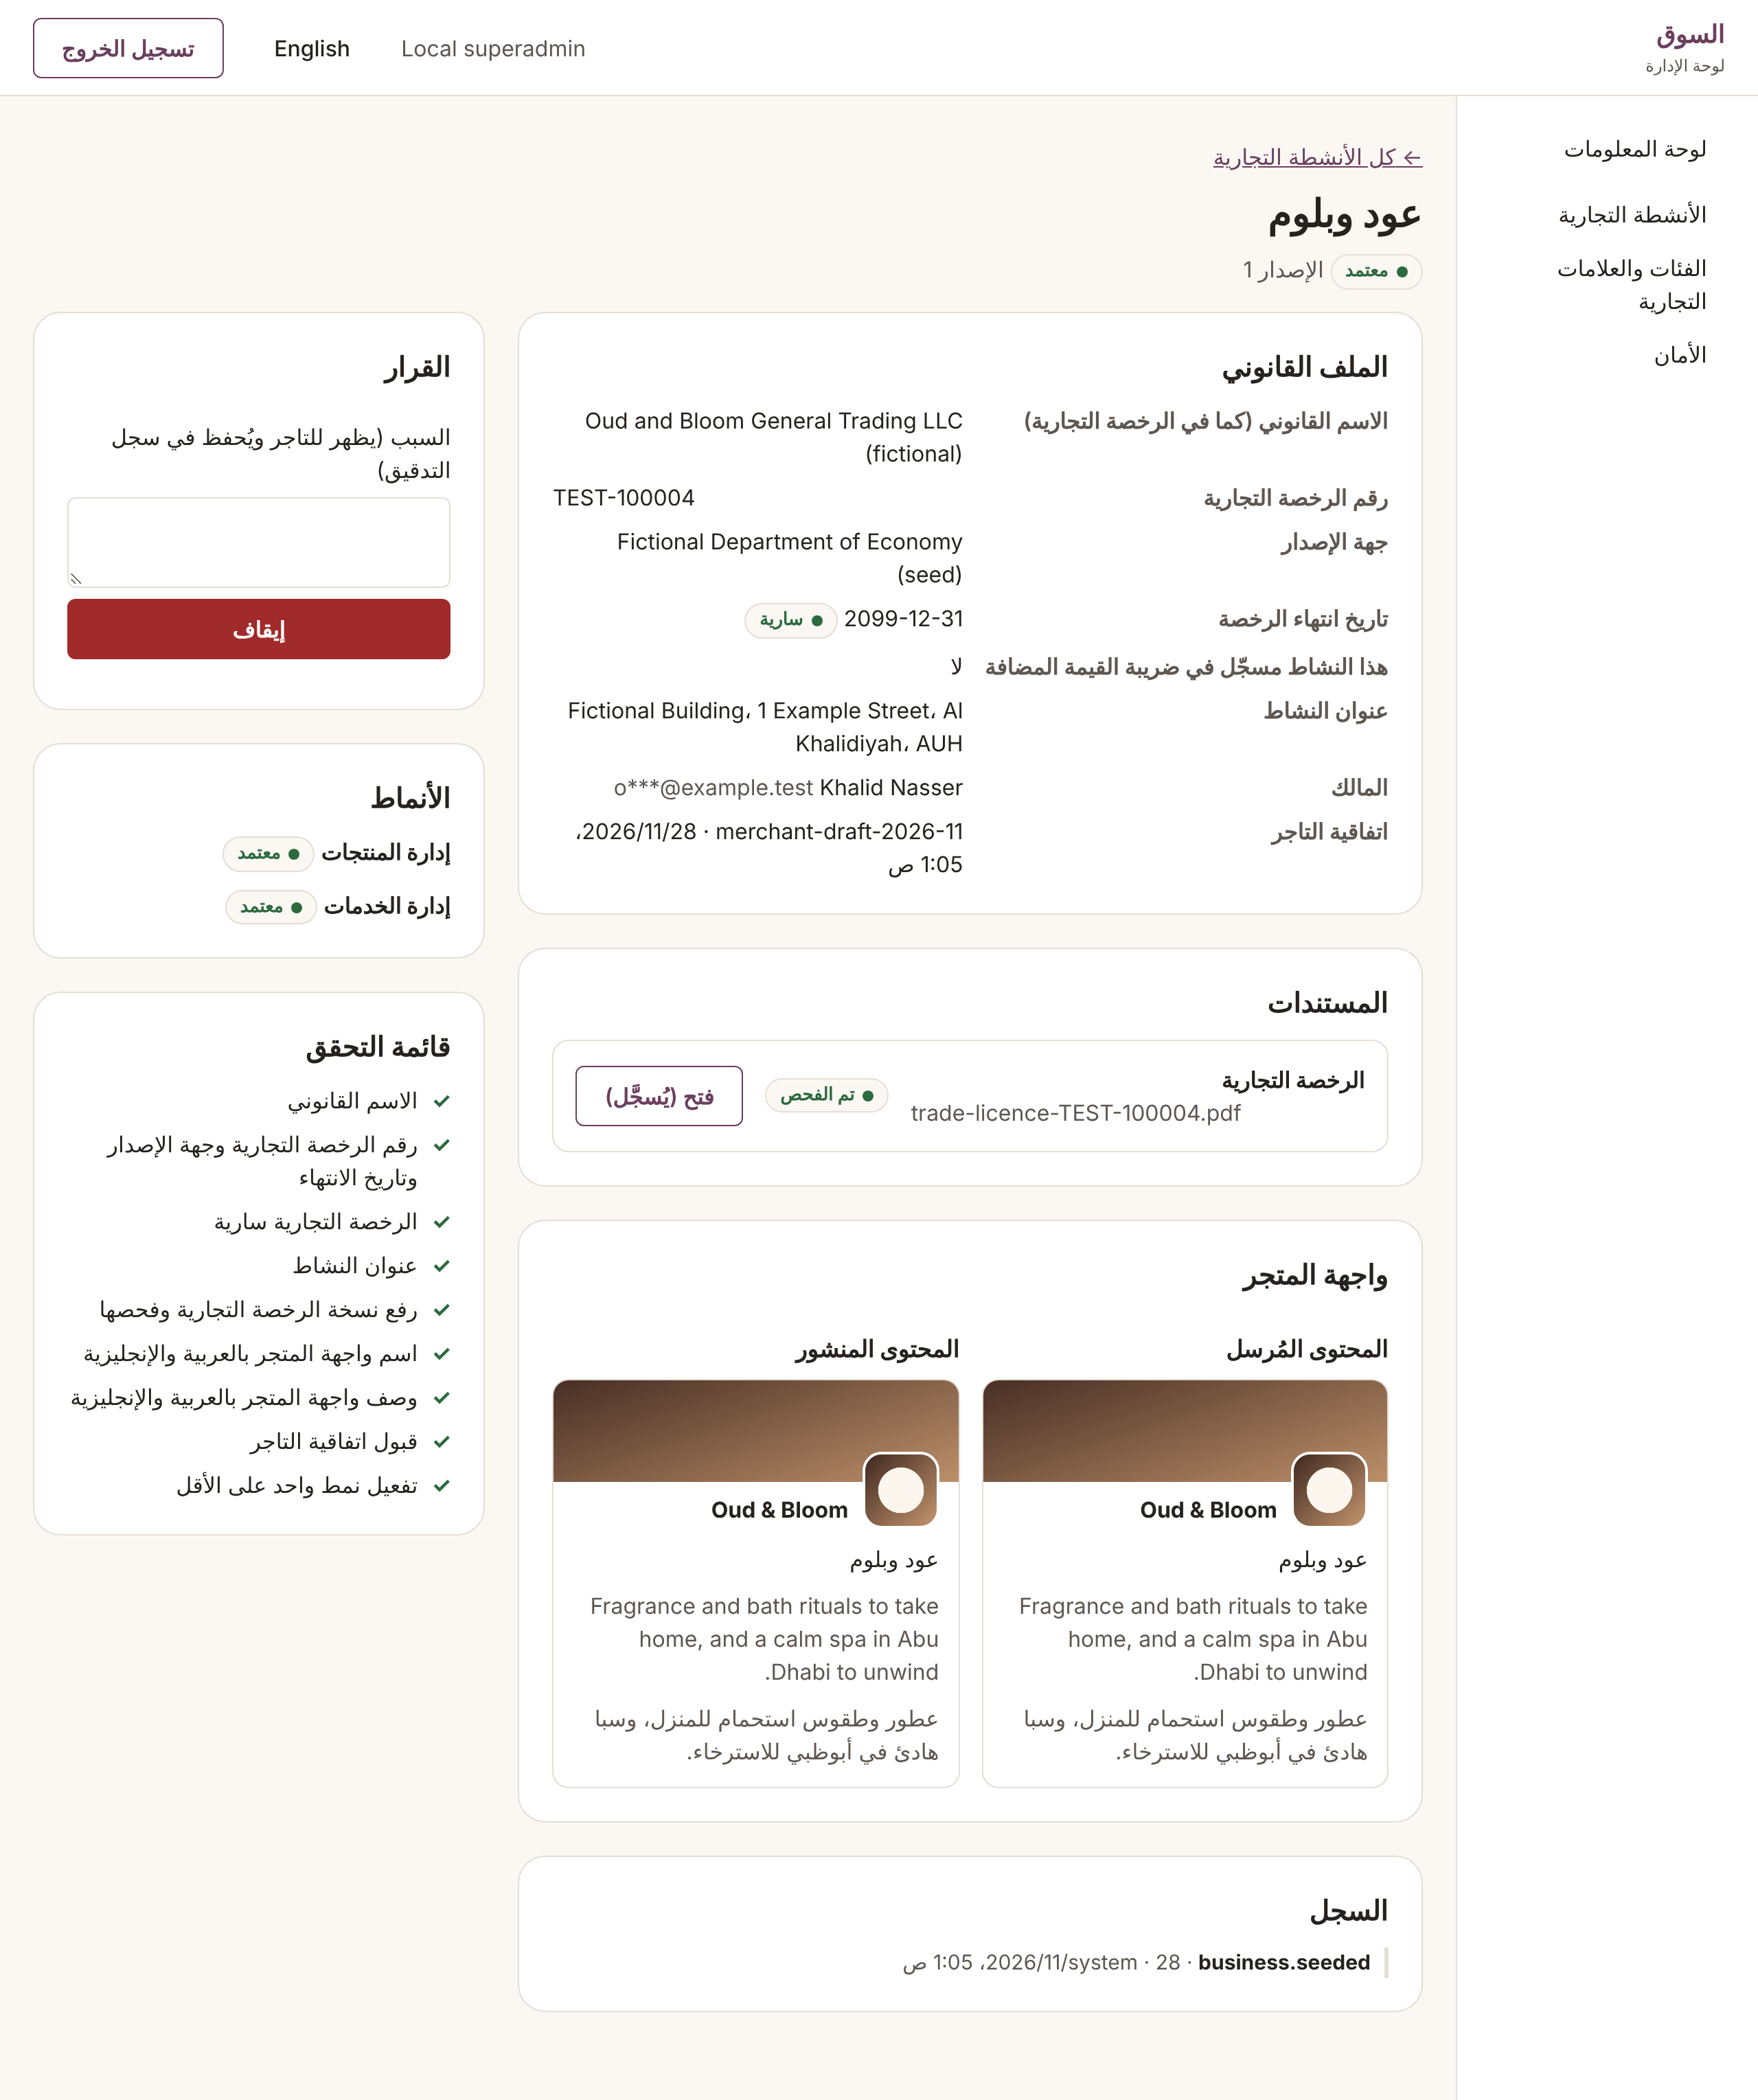 السوق
لوحة الإدارة
Local superadmin
English
تسجيل الخروج
لوحة المعلومات
الأنشطة التجارية
الفئات والعلامات
التجارية
الأمان
← كل الأنشطة التجارية
عود وبلوم
معتمد الإصدار 1
الملف القانوني
الاسم القانوني (كما في الرخصة التجارية)
Oud and Bloom General Trading LLC
(fictional)
رقم الرخصة التجارية
TEST-100004
جهة الإصدار
Fictional Department of Economy
(seed)
تاريخ انتهاء الرخصة
2099-12-31 سارية
هذا النشاط مسجّل في ضريبة القيمة المضافة
لا
عنوان النشاط
Fictional Building، 1 Example Street، Al
Khalidiyah، AUH
المالك
Khalid Nasser o***@example.test
اتفاقية التاجر
merchant-draft-2026-11 · 2026/11/28،
1:05 ص
المستندات
الرخصة التجارية
trade-licence-TEST-100004.pdf
تم الفحص
فتح (يُسجَّل)
واجهة المتجر
المحتوى المُرسل
Oud & Bloom
عود وبلوم
Fragrance and bath rituals to take
home, and a calm spa in Abu
Dhabi to unwind.
عطور وطقوس استحمام للمنزل، وسبا
هادئ في أبوظبي للاسترخاء.
المحتوى المنشور
Oud & Bloom
عود وبلوم
Fragrance and bath rituals to take
home, and a calm spa in Abu
Dhabi to unwind.
عطور وطقوس استحمام للمنزل، وسبا
هادئ في أبوظبي للاسترخاء.
السجل
business.seeded · system · 28/11/2026، 1:05 ص
القرار
السبب (يظهر للتاجر ويُحفظ في سجل
التدقيق)
إيقاف
الأنماط
إدارة المنتجات معتمد
إدارة الخدمات معتمد
قائمة التحقق
✓ الاسم القانوني
✓ رقم الرخصة التجارية وجهة الإصدار
وتاريخ الانتهاء
✓ الرخصة التجارية سارية
✓ عنوان النشاط
✓ رفع نسخة الرخصة التجارية وفحصها
✓ اسم واجهة المتجر بالعربية والإنجليزية
✓ وصف واجهة المتجر بالعربية والإنجليزية
✓ قبول اتفاقية التاجر
✓ تفعيل نمط واحد على الأقل